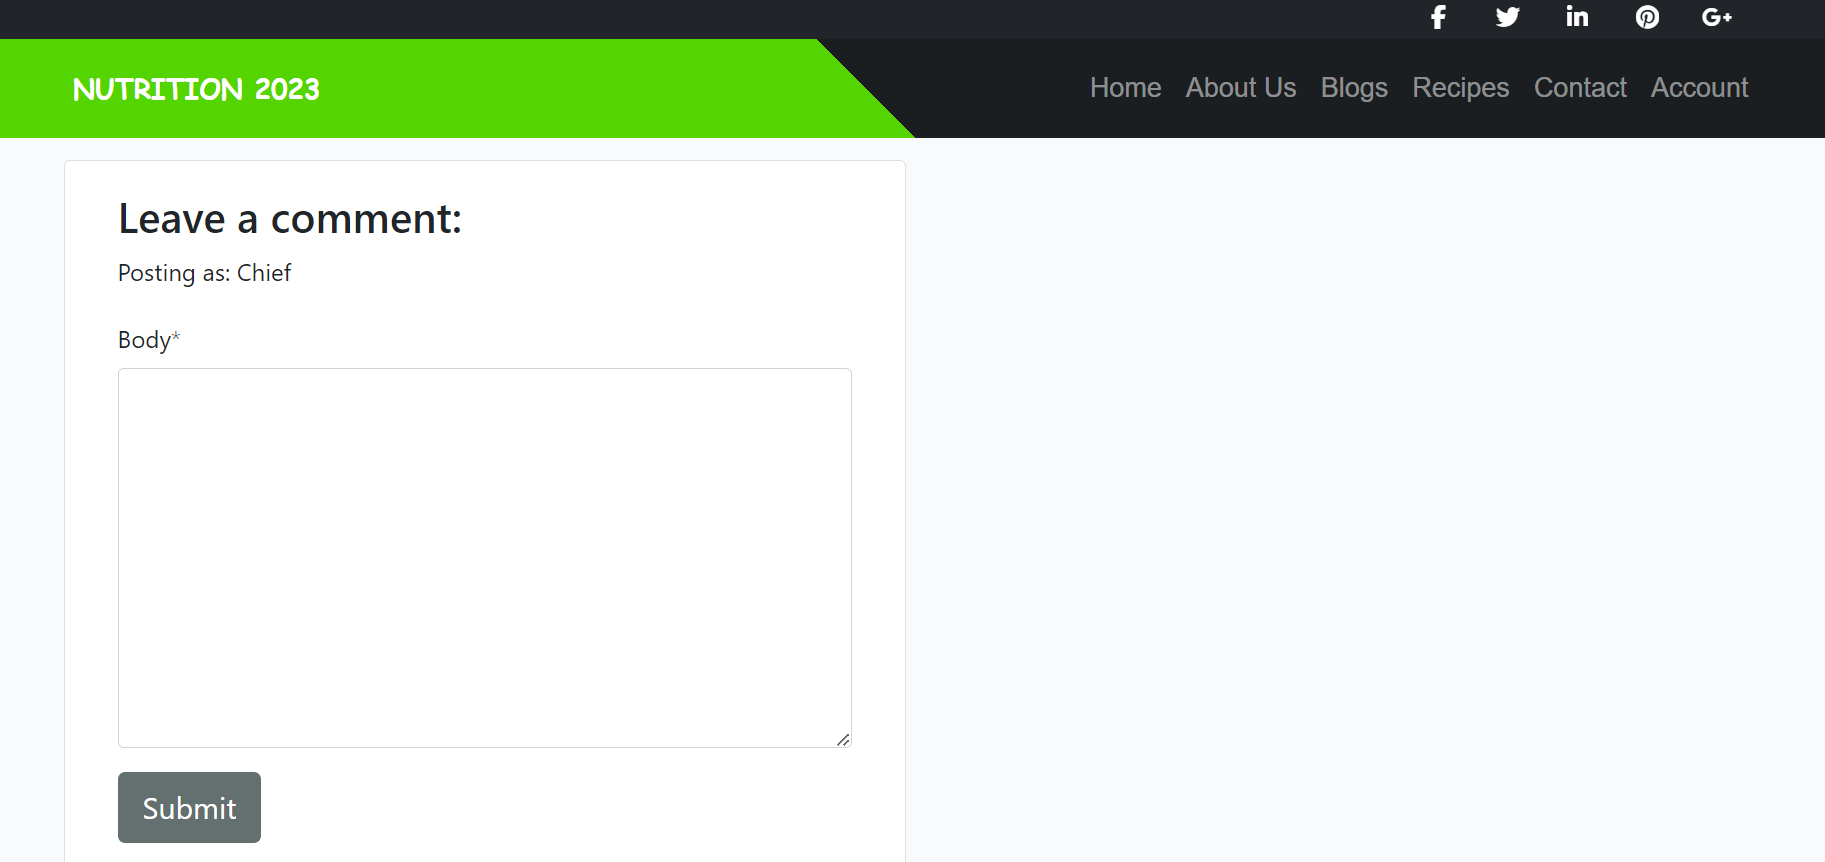 NUTRITION 2023
Home About Us Blogs Recipes Contact Account
Leave a comment:
Posting as: Chief
Body*
Submit